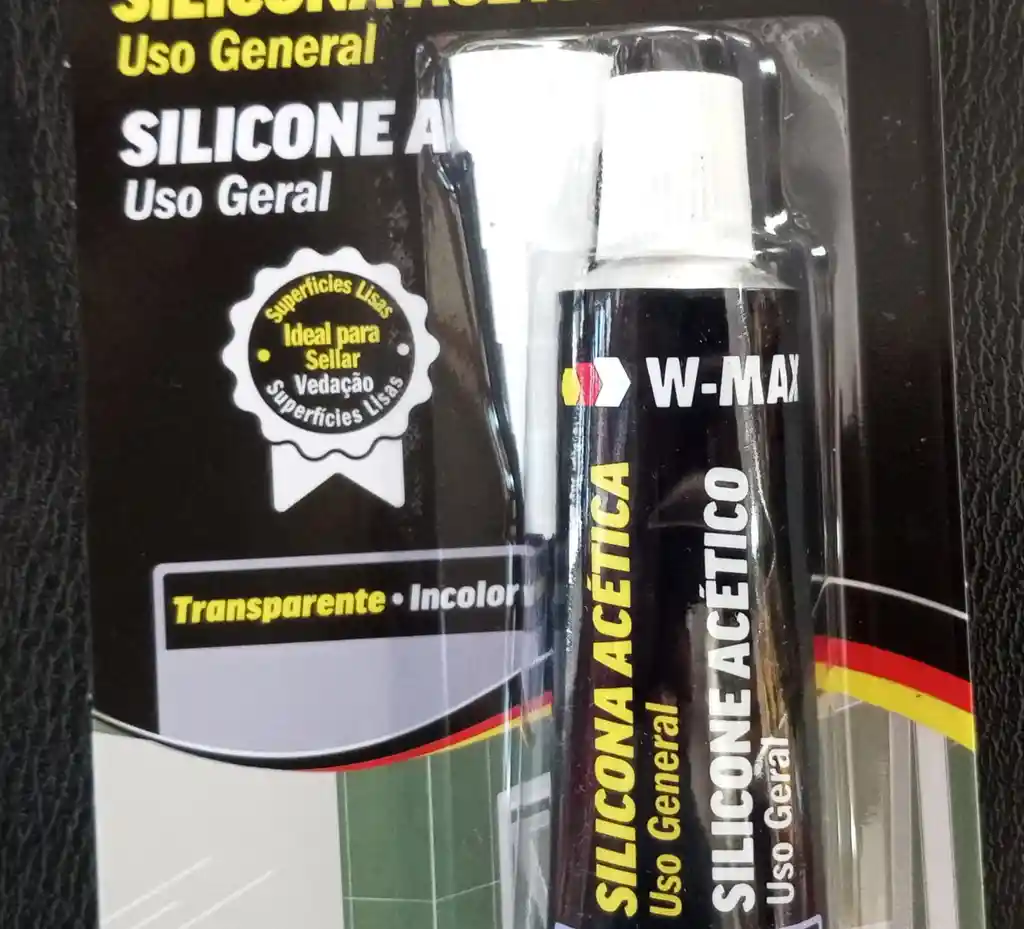 Uso General
SILICONE A
Uso Geral
Superficies Lisas
Ideal para
Sellar
Vedação
Superfícies Lisas
Transparente • Incolor
W-MAX
SILICONA ACÉTICA
Uso General
SILICONE ACÉTICO
Uso Geral